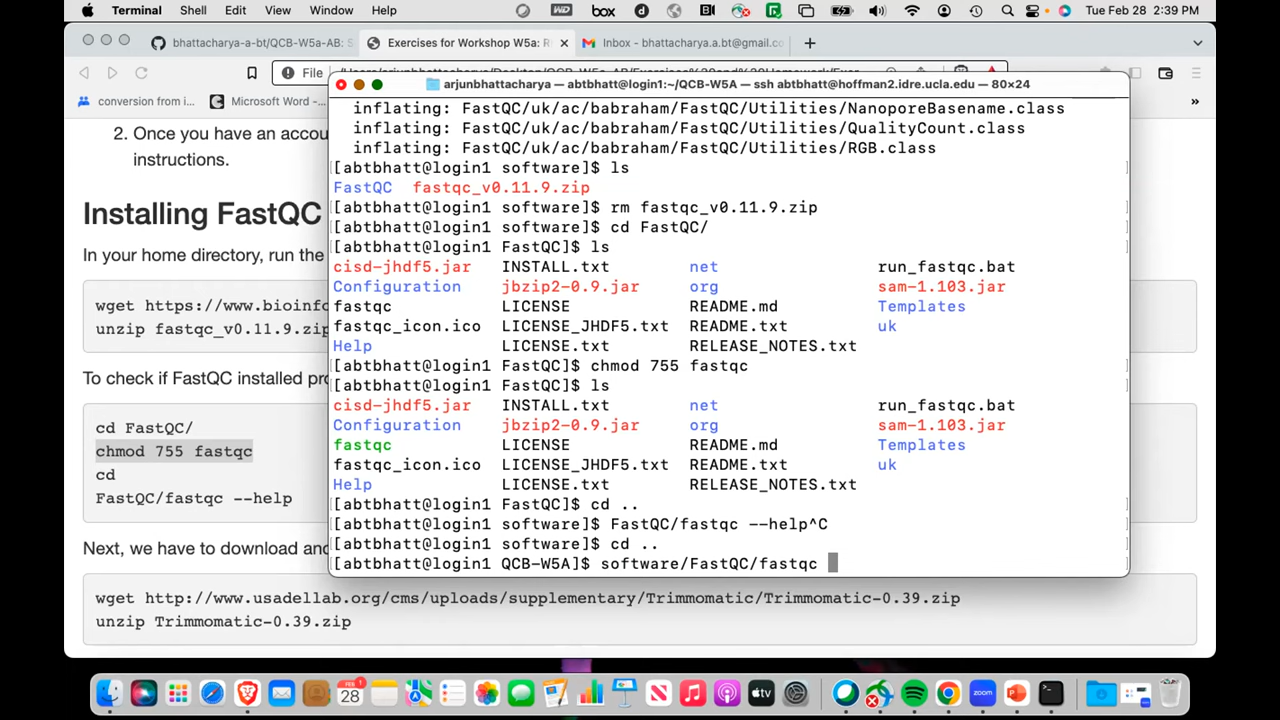 Shell Edit View Window Help
WD box
Tue Feb 28 2:39 PM
bhattacharya-a-bt/QCB-W5a-AB: S
Exercises for Workshop W5a: R
Inbox - bhattacharya.a.bt@gmail.co
File
conversion from i...
Microsoft Word -...
arjunbhattacharya — abtbhatt@login1:~/QCB-W5A — ssh abtbhatt@hoffman2.idre.ucla.edu — 80×24
2. Once you have an accou
instructions.
Installing FastQC
In your home directory, run the
wget https://www.bioinfo
unzip fastqc_v0.11.9.zip
To check if FastQC installed pro
cd FastQC/
chmod 755 fastqc
cd
FastQC/fastqc --help
Next, we have to download and
wget http://www.usadellab.org/cms/uploads/supplementary/Trimmomatic/Trimmomatic-0.39.zip
unzip Trimmomatic-0.39.zip
inflating: FastQC/uk/ac/babraham/FastQC/Utilities/NanoporeBasename.class
inflating: FastQC/uk/ac/babraham/FastQC/Utilities/QualityCount.class
inflating: FastQC/uk/ac/babraham/FastQC/Utilities/RGB.class
[abtbhatt@login1 software]$ ls
FastQC fastqc_v0.11.9.zip
[abtbhatt@login1 software]$ rm fastqc_v0.11.9.zip
[abtbhatt@login1 software]$ cd FastQC/
[abtbhatt@login1 FastQC]$ ls
cisd-jhdf5.jar INSTALL.txt net run_fastqc.bat
Configuration jbzip2-0.9.jar org sam-1.103.jar
fastqc LICENSE README.md Templates
fastqc_icon.ico LICENSE_JHDF5.txt README.txt uk
Help LICENSE.txt RELEASE_NOTES.txt
[abtbhatt@login1 FastQC]$ chmod 755 fastqc
[abtbhatt@login1 FastQC]$ ls
cisd-jhdf5.jar INSTALL.txt net run_fastqc.bat
Configuration jbzip2-0.9.jar org sam-1.103.jar
fastqc LICENSE README.md Templates
fastqc_icon.ico LICENSE_JHDF5.txt README.txt uk
Help LICENSE.txt RELEASE_NOTES.txt
[abtbhatt@login1 FastQC]$ cd ..
[abtbhatt@login1 software]$ FastQC/fastqc --help^C
[abtbhatt@login1 software]$ cd ..
[abtbhatt@login1 QCB-W5A]$ software/FastQC/fastqc
FEB
28
tv
zoom